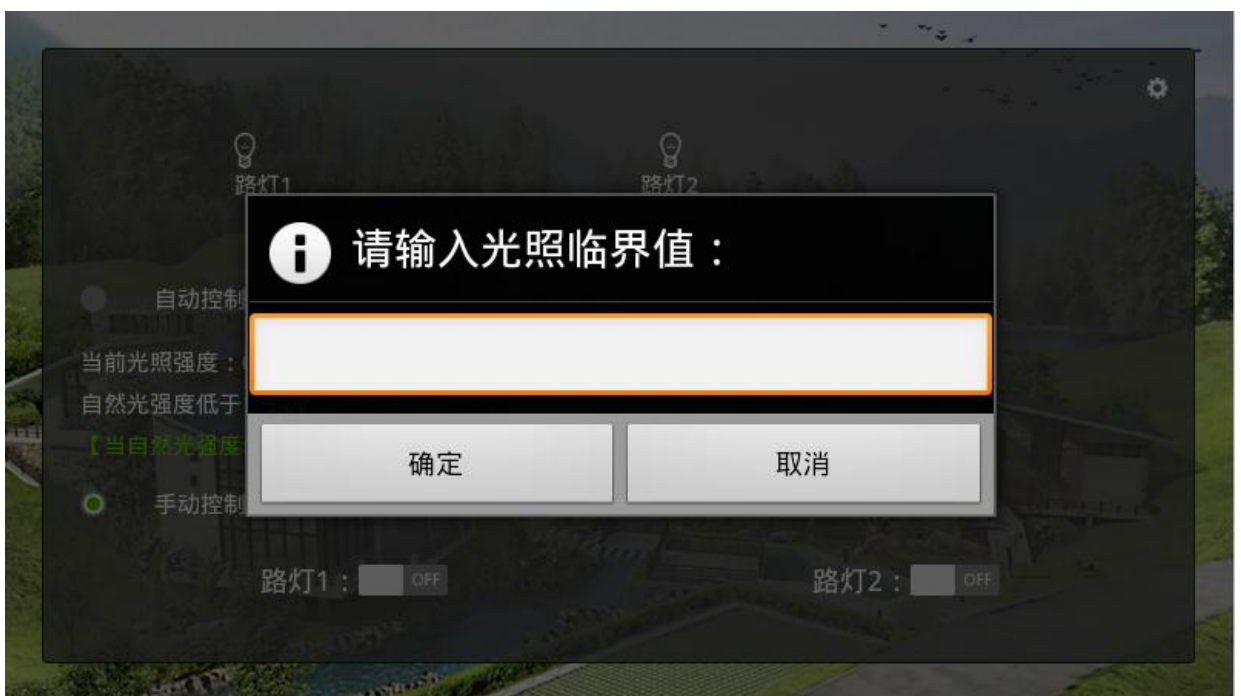 路灯1
路灯2
请输入光照临界值：
自动控制
当前光照强度：
自然光强度低于
【当自然光强度
确定
取消
手动控制
路灯1：
OFF
路灯2：
OFF